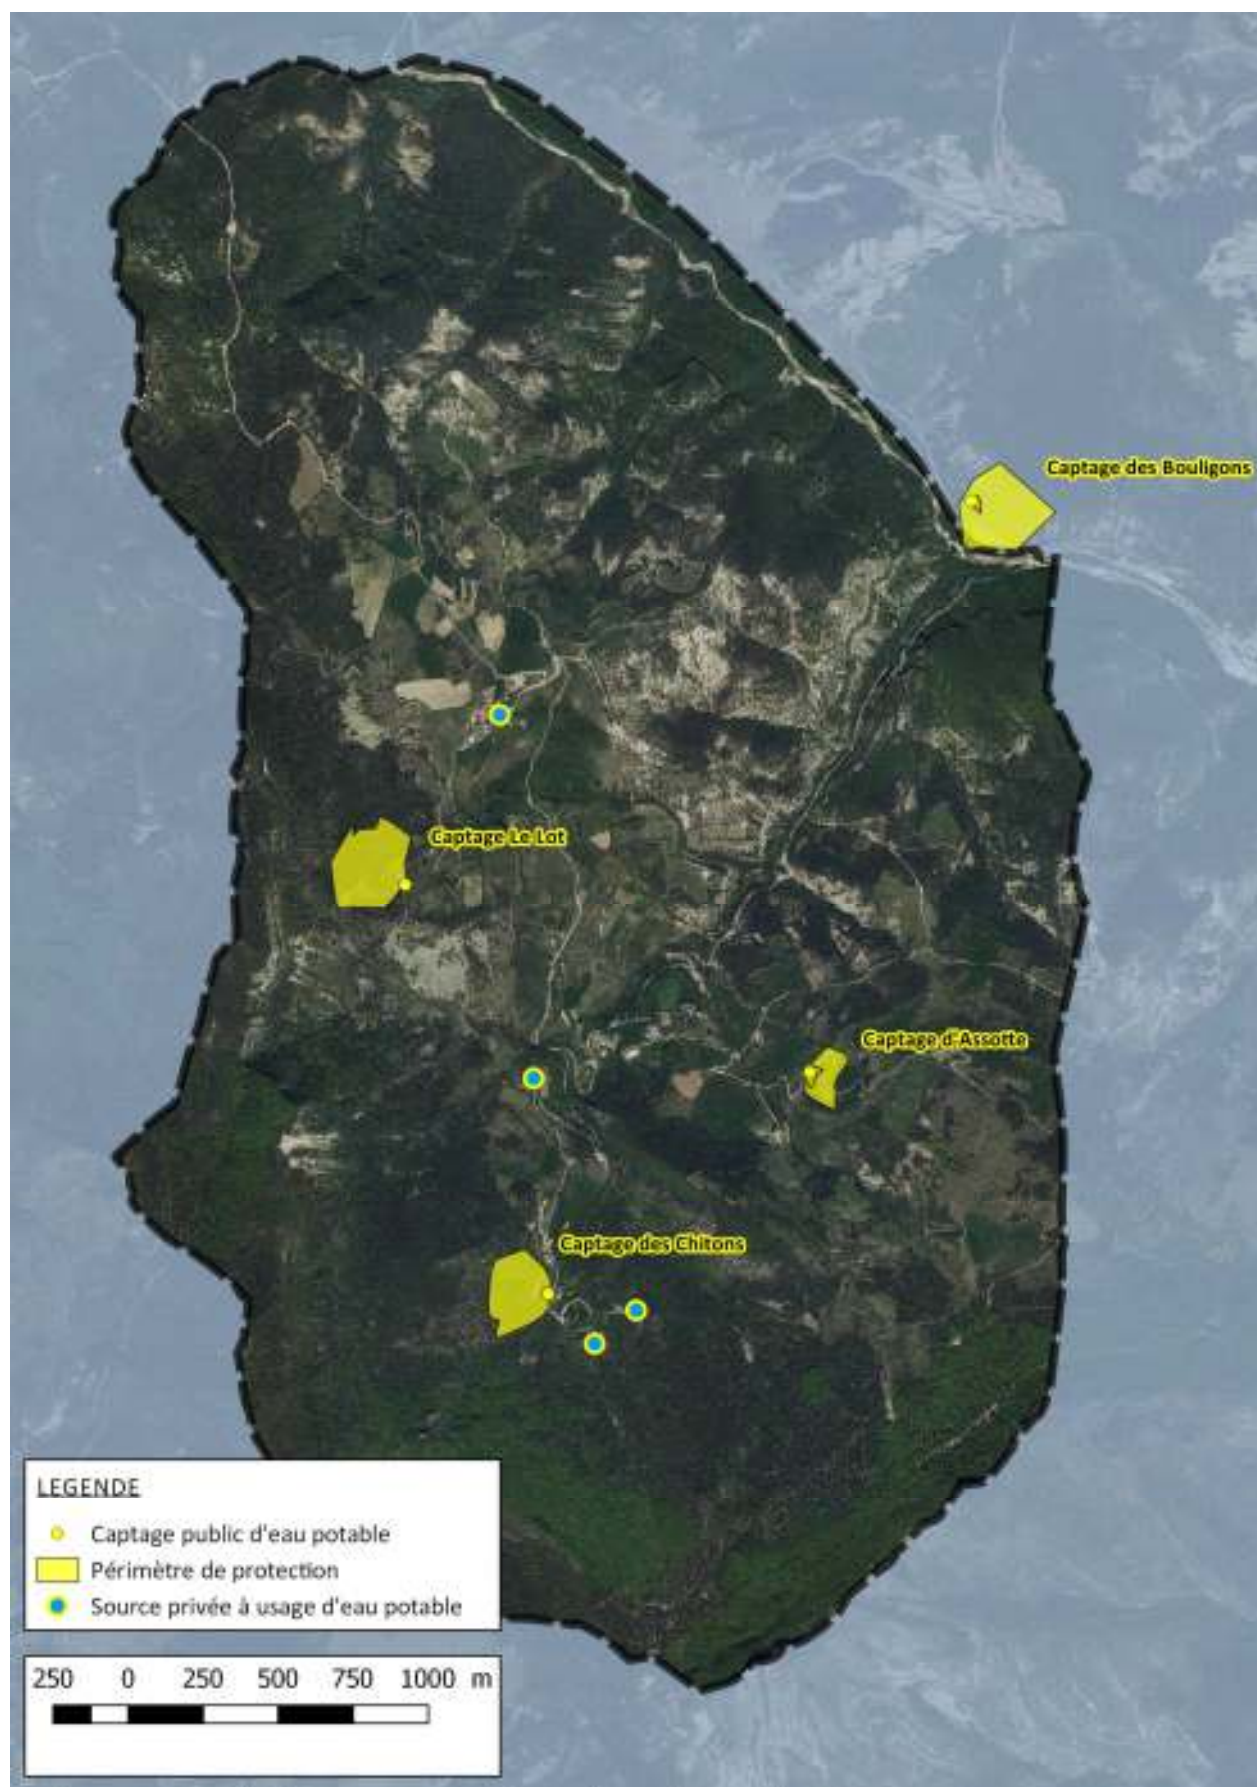 Captage des Bouligons
Captage Le Lot
Captage d'Assotte
Captage des Chitons
LEGENDE
Captage public d'eau potable
Périmètre de protection
Source privée à usage d'eau potable
250 0 250 500 750 1000 m